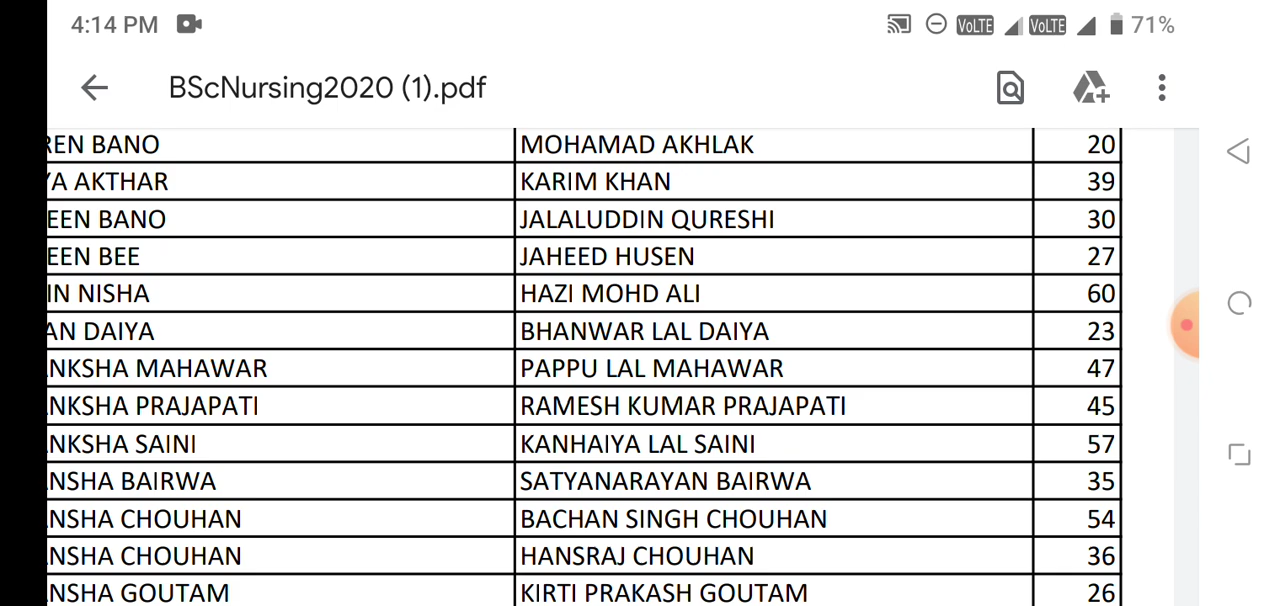 4:14 PM VoLTE VoLTE 71%
BScNursing2020 (1).pdf
REN BANO MOHAMAD AKHLAK 20
YA AKTHAR KARIM KHAN 39
EEN BANO JALALUDDIN QURESHI 30
EEN BEE JAHEED HUSEN 27
IN NISHA HAZI MOHD ALI 60
AN DAIYA BHANWAR LAL DAIYA 23
NKSHA MAHAWAR PAPPU LAL MAHAWAR 47
NKSHA PRAJAPATI RAMESH KUMAR PRAJAPATI 45
NKSHA SAINI KANHAIYA LAL SAINI 57
NSHA BAIRWA SATYANARAYAN BAIRWA 35
NSHA CHOUHAN BACHAN SINGH CHOUHAN 54
NSHA CHOUHAN HANSRAJ CHOUHAN 36
NSHA GOUTAM KIRTI PRAKASH GOUTAM 26